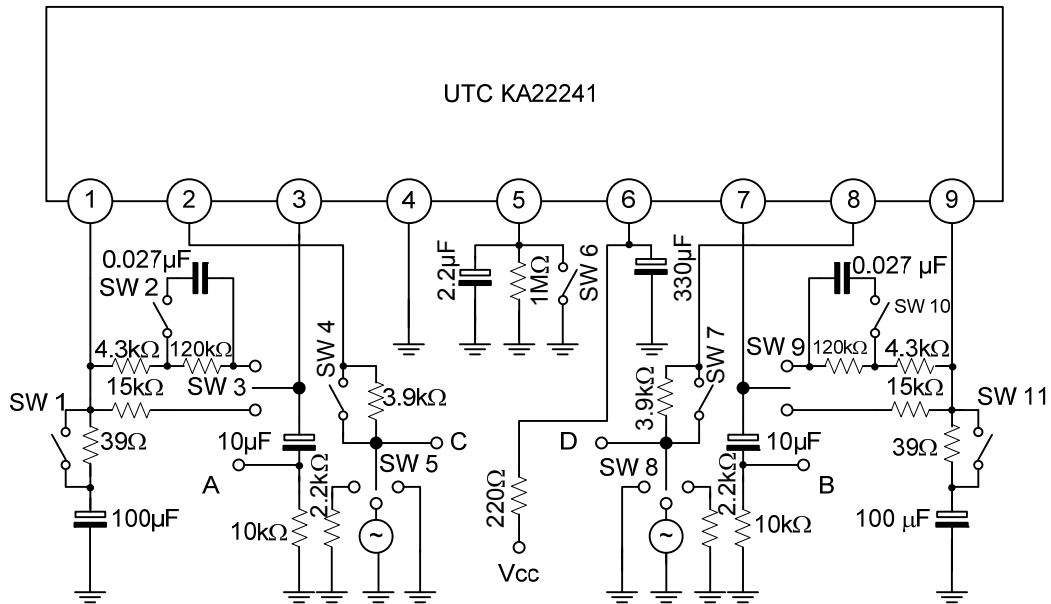 UTC KA22241
1 2 3 4 5 6 7 8 9
0.027μF
SW 2
4.3kΩ
120kΩ
SW 3
15kΩ
SW 1
39Ω
100μF
A
10μF
10kΩ
2.2kΩ
SW 4
3.9kΩ
C
SW 5
~
2.2μF
1MΩ
SW 6
330μF
220Ω
Vcc
D
3.9kΩ
SW 7
SW 8
~
2.2kΩ
10μF
B
10kΩ
0.027 μF
SW 10
SW 9
120kΩ
4.3kΩ
15kΩ
SW 11
39Ω
100 μF